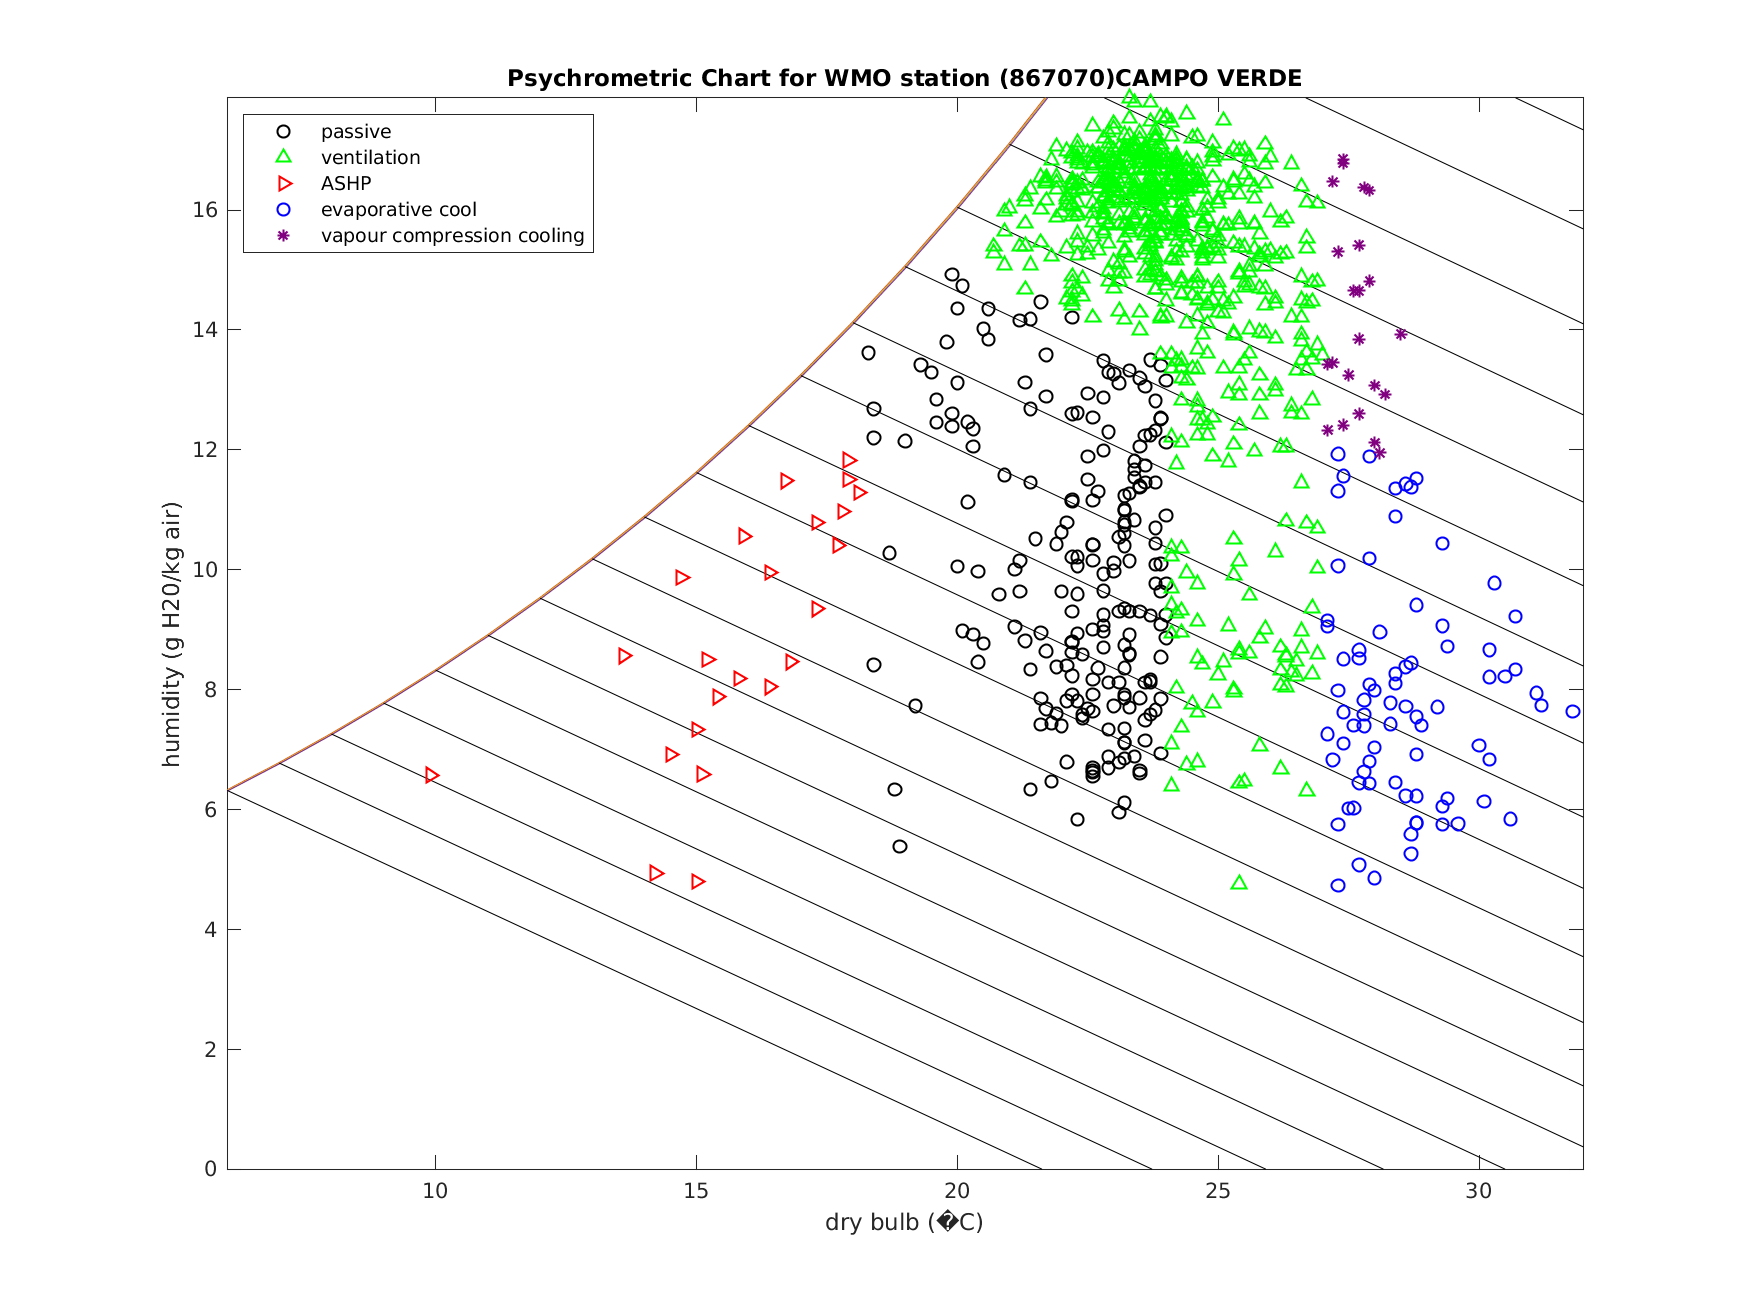 Psychrometric Chart for WMO station (867070)CAMPO VERDE
passive
ventilation
ASHP
evaporative cool
vapour compression cooling
humidity (g H20/kg air)
16
14
12
10
8
6
4
2
0
10 15 20 25 30
dry bulb (�C)